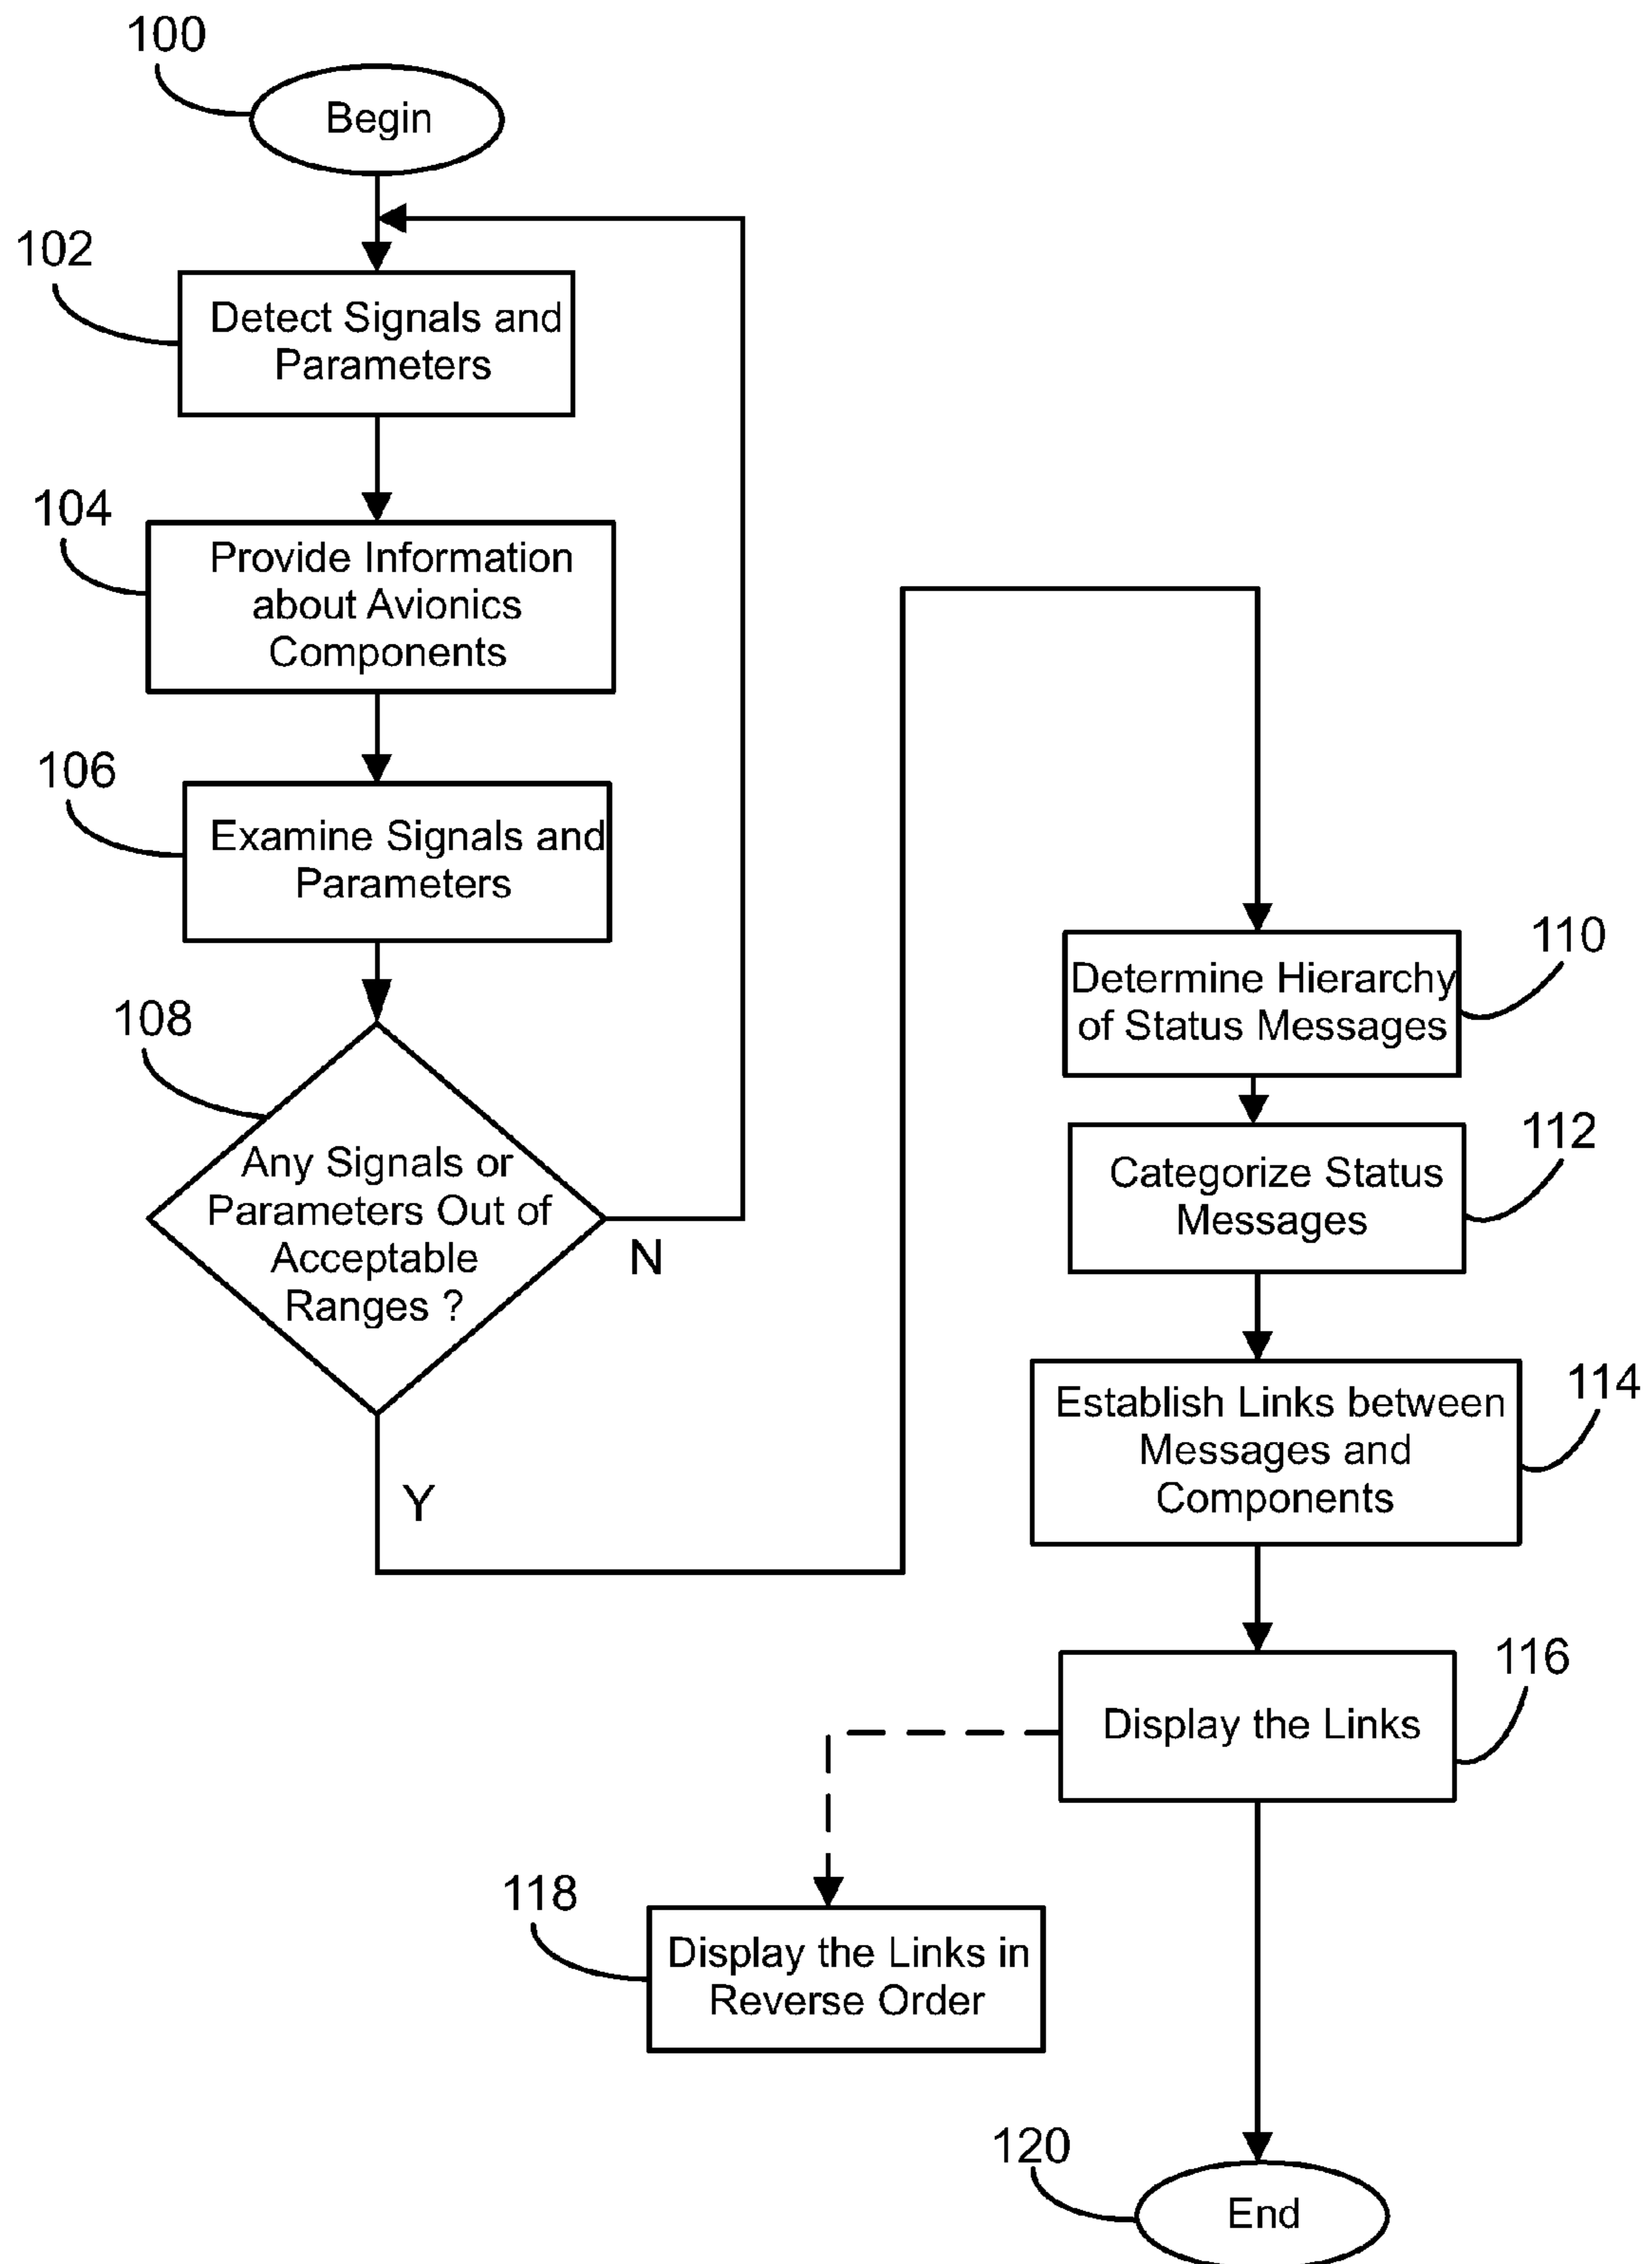 100
Begin
102
Detect Signals and
Parameters
104
Provide Information
about Avionics
Components
106
Examine Signals and
Parameters
108
Any Signals or
Parameters Out of
Acceptable
Ranges ?
N
Y
110
Determine Hierarchy
of Status Messages
112
Categorize Status
Messages
114
Establish Links between
Messages and
Components
116
Display the Links
118
Display the Links in
Reverse Order
120
End